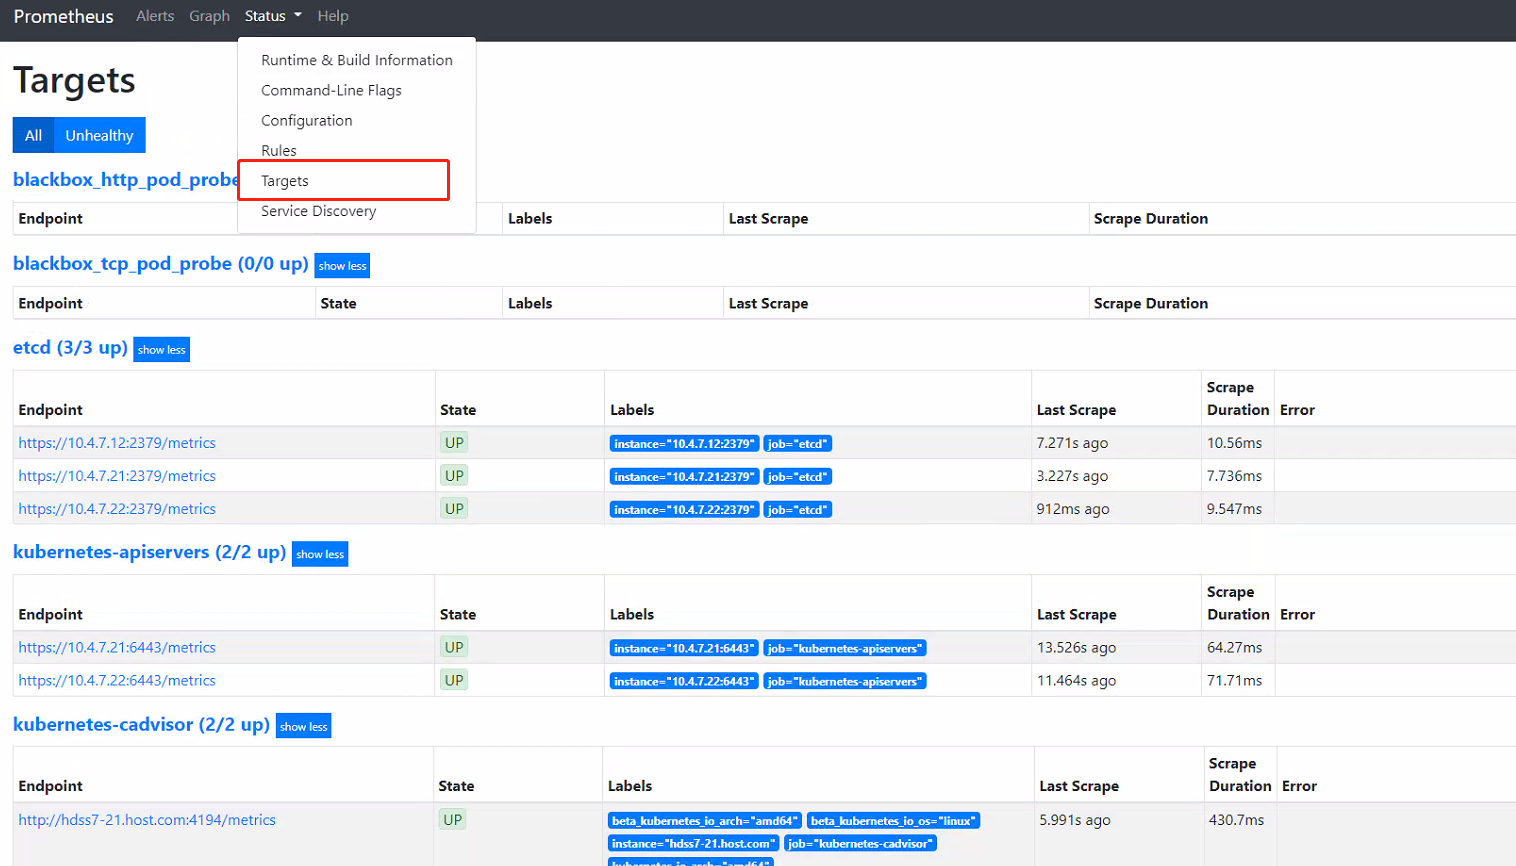 Prometheus Alerts Graph Status Help
Runtime & Build Information
Command-Line Flags
Configuration
Rules
Targets
Service Discovery
Targets
All Unhealthy
blackbox_http_pod_probe
Endpoint Labels Last Scrape Scrape Duration
blackbox_tcp_pod_probe (0/0 up) show less
Endpoint State Labels Last Scrape Scrape Duration
etcd (3/3 up) show less
Endpoint State Labels Last Scrape Scrape Duration Error
https://10.4.7.12:2379/metrics UP instance="10.4.7.12:2379" job="etcd" 7.271s ago 10.56ms
https://10.4.7.21:2379/metrics UP instance="10.4.7.21:2379" job="etcd" 3.227s ago 7.736ms
https://10.4.7.22:2379/metrics UP instance="10.4.7.22:2379" job="etcd" 912ms ago 9.547ms
kubernetes-apiservers (2/2 up) show less
Endpoint State Labels Last Scrape Scrape Duration Error
https://10.4.7.21:6443/metrics UP instance="10.4.7.21:6443" job="kubernetes-apiservers" 13.526s ago 64.27ms
https://10.4.7.22:6443/metrics UP instance="10.4.7.22:6443" job="kubernetes-apiservers" 11.464s ago 71.71ms
kubernetes-cadvisor (2/2 up) show less
Endpoint State Labels Last Scrape Scrape Duration Error
http://hdss7-21.host.com:4194/metrics UP beta_kubernetes_io_arch="amd64" beta_kubernetes_io_os="linux" 5.991s ago 430.7ms
instance="hdss7-21.host.com" job="kubernetes-cadvisor"
kubernetes_io_arch="amd64"